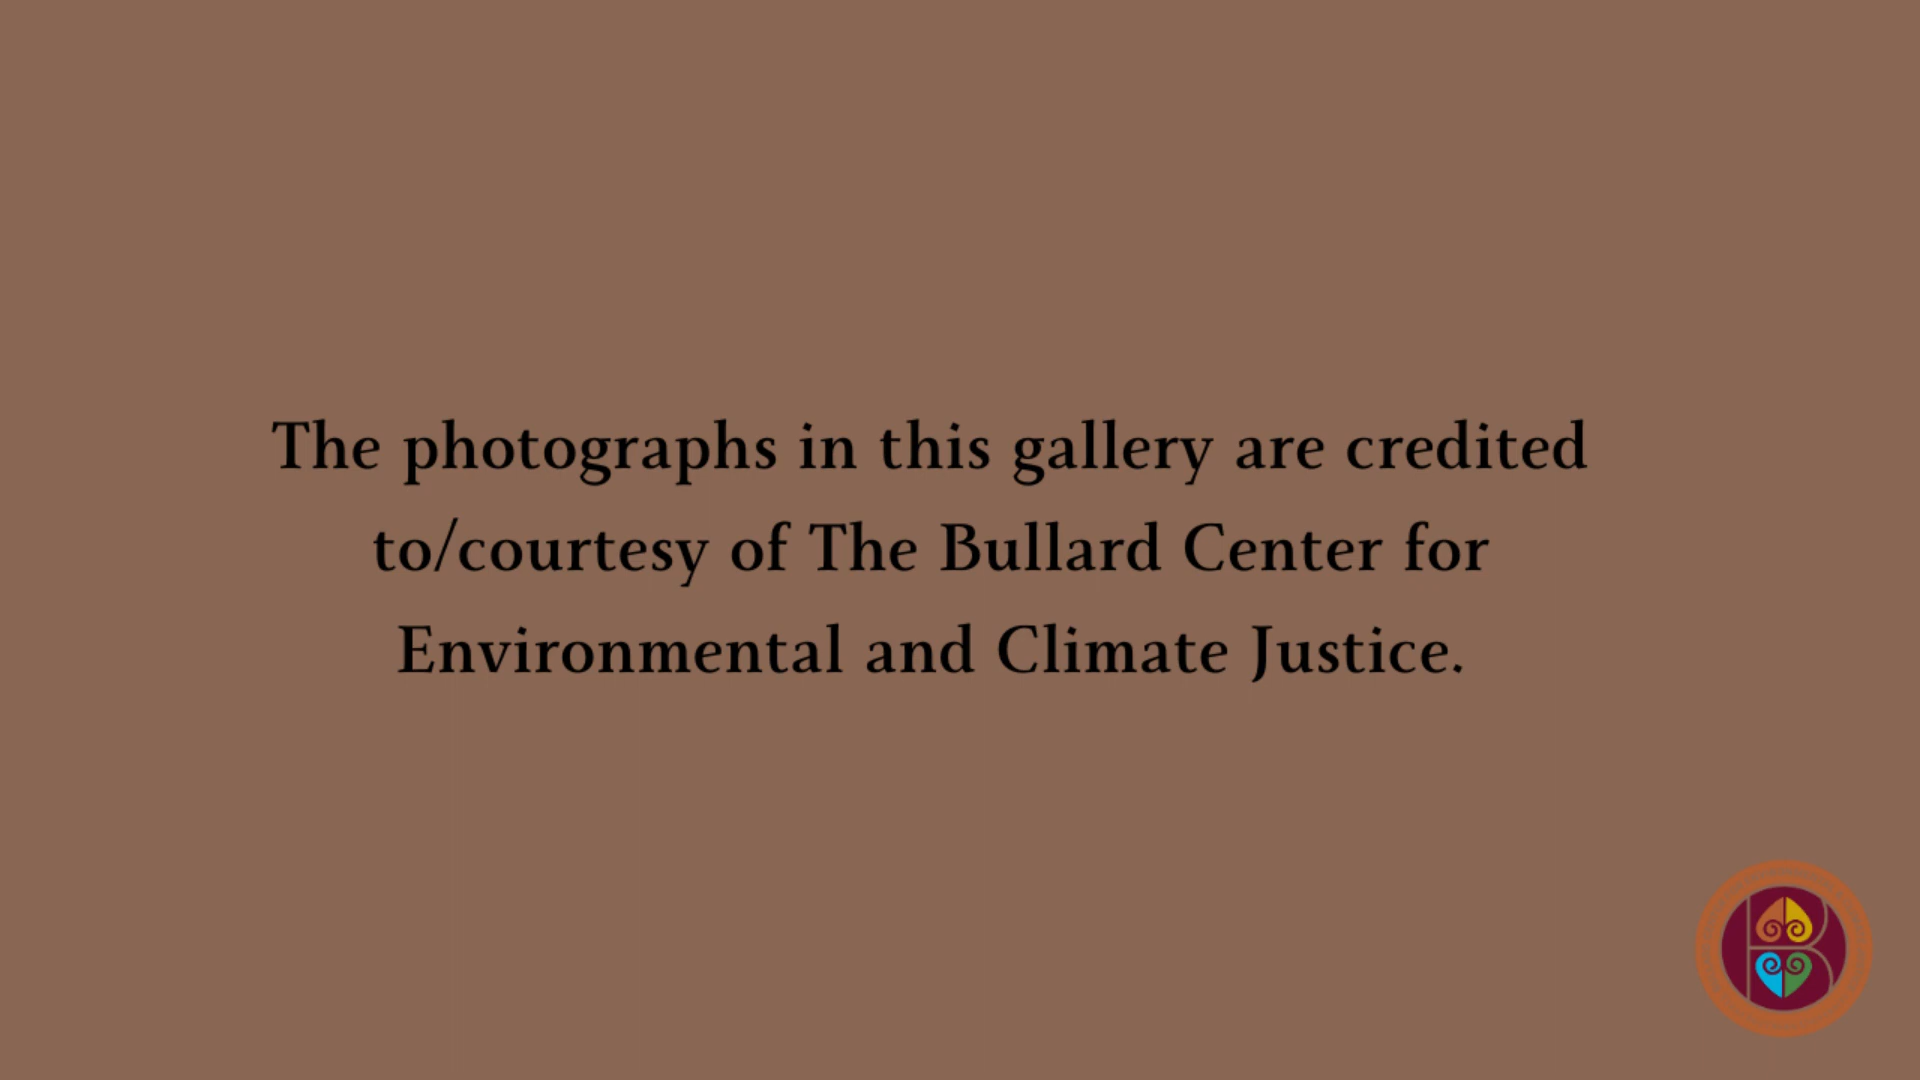 The photographs in this gallery are credited
to/courtesy of The Bullard Center for
Environmental and Climate Justice.
B